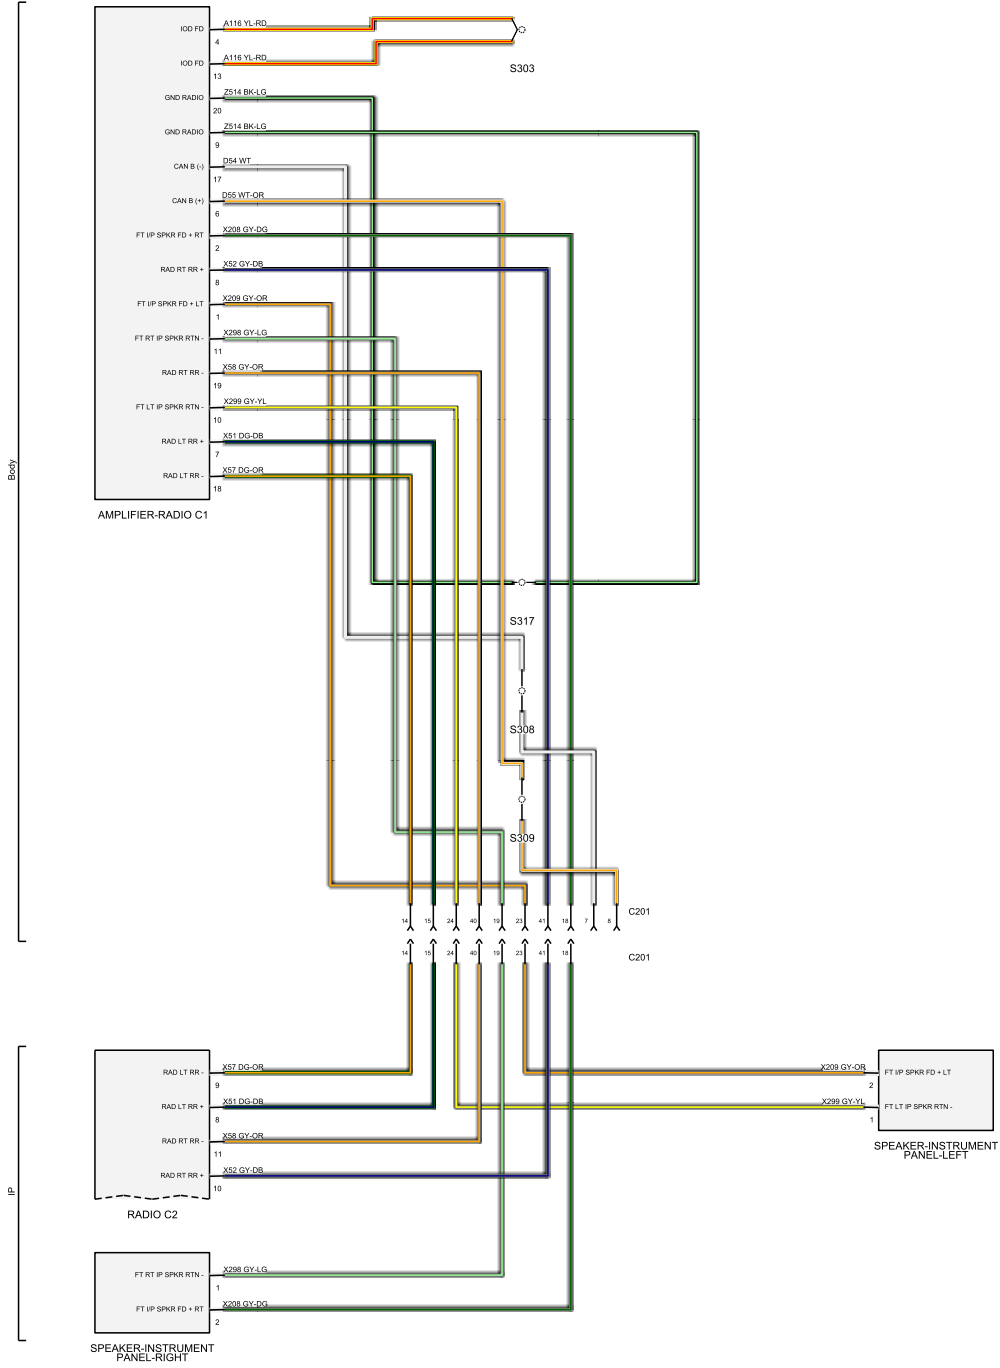 IOD FD
A116 YL-RD
4
IOD FD
A116 YL-RD
13
S303
GND RADIO
Z514 BK-LG
20
GND RADIO
Z514 BK-LG
9
CAN B (-)
D54 WT
17
CAN B (+)
D55 WT-OR
6
FT I/P SPKR FD + RT
X208 GY-DG
2
RAD RT RR +
X52 GY-DB
8
FT I/P SPKR FD + LT
X209 GY-OR
1
FT RT IP SPKR RTN -
X298 GY-LG
11
RAD RT RR -
X58 GY-OR
19
FT LT IP SPKR RTN -
X299 GY-YL
10
RAD LT RR +
X51 DG-DB
7
RAD LT RR -
X57 DG-OR
18
Body
AMPLIFIER-RADIO C1
S317
S308
S309
C201
14 15 24 40 19 23 41 18 7 8
C201
14 15 24 40 19 23 41 18
RAD LT RR -
X57 DG-OR
9
RAD LT RR +
X51 DG-DB
8
RAD RT RR -
X58 GY-OR
11
RAD RT RR +
X52 GY-DB
10
IP
RADIO C2
X209 GY-OR
FT I/P SPKR FD + LT
2
X299 GY-YL
FT LT IP SPKR RTN -
1
SPEAKER-INSTRUMENT
PANEL-LEFT
FT RT IP SPKR RTN -
X298 GY-LG
1
FT I/P SPKR FD + RT
X208 GY-DG
2
SPEAKER-INSTRUMENT
PANEL-RIGHT